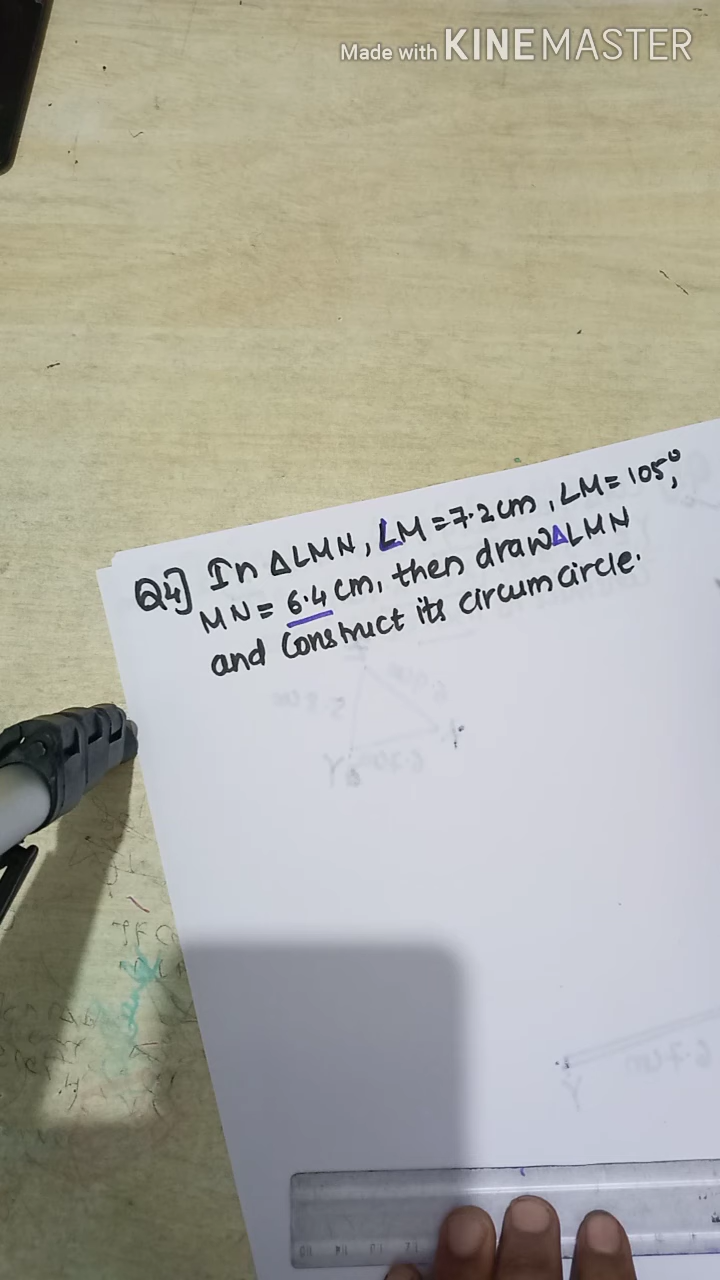 Made with KINEMASTER
Q4] In ΔLMN, LM = 7.2 cm, ∠M = 105°,
MN = 6.4 cm, then draw ΔLMN
and Construct its circumcircle.